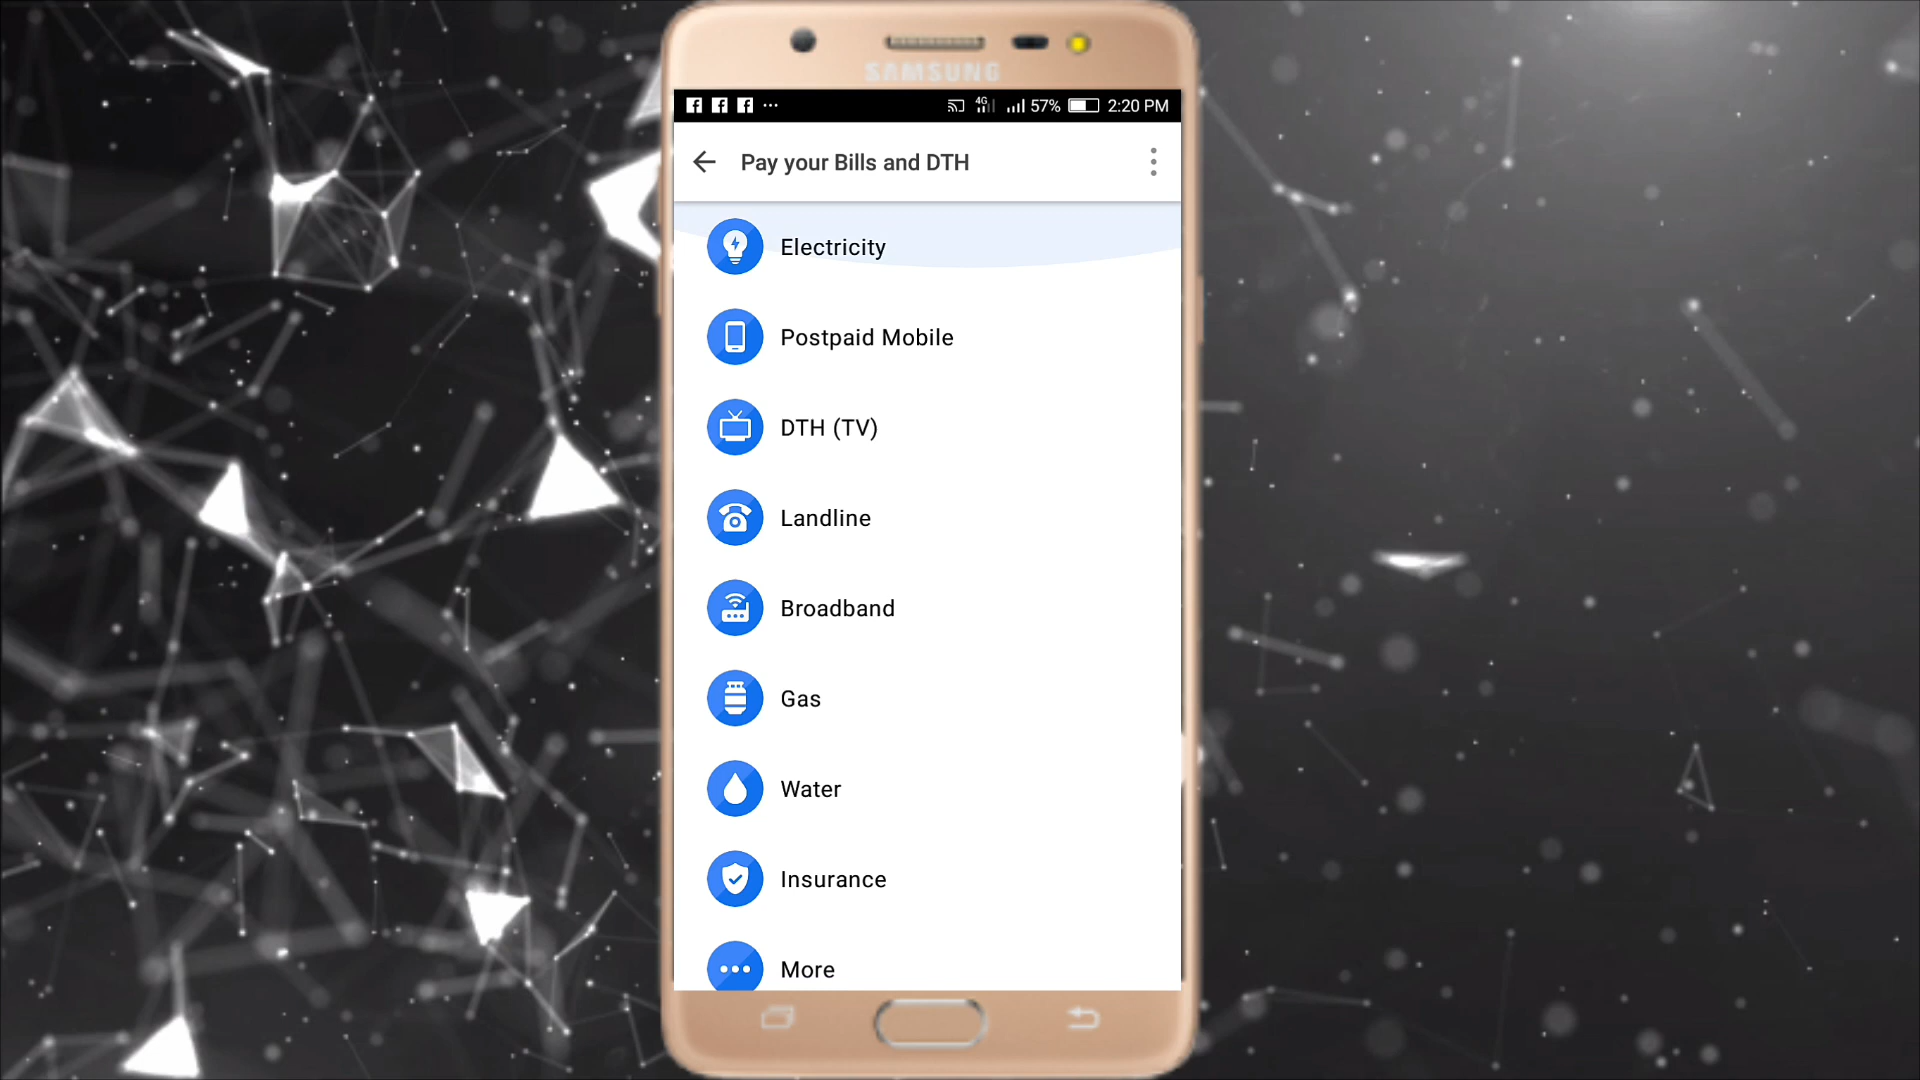 SAMSUNG
4G 57% 2:20 PM
Pay your Bills and DTH
Electricity
Postpaid Mobile
DTH (TV)
Landline
Broadband
Gas
Water
Insurance
More